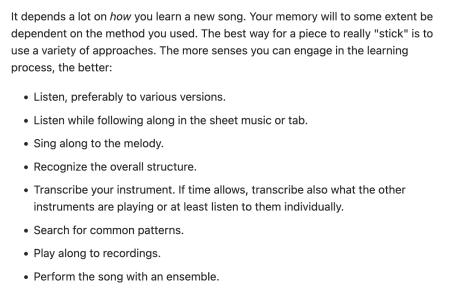 It depends a lot on how you learn a new song. Your memory will to some extent be
dependent on the method you used. The best way for a piece to really "stick" is to
use a variety of approaches. The more senses you can engage in the learning
process, the better:
• Listen, preferably to various versions.
• Listen while following along in the sheet music or tab.
• Sing along to the melody.
• Recognize the overall structure.
• Transcribe your instrument. If time allows, transcribe also what the other
instruments are playing or at least listen to them individually.
• Search for common patterns.
• Play along to recordings.
• Perform the song with an ensemble.